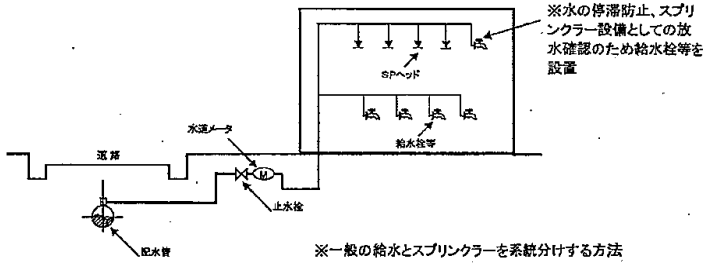 ※水の停滞防止、スプリ
ンクラー設備としての放
水確認のため給水栓等を
設置
SPヘッド
水道メータ
給水栓等
道路
M
止水栓
配水管
※一般の給水とスプリンクラーを系統分けする方法